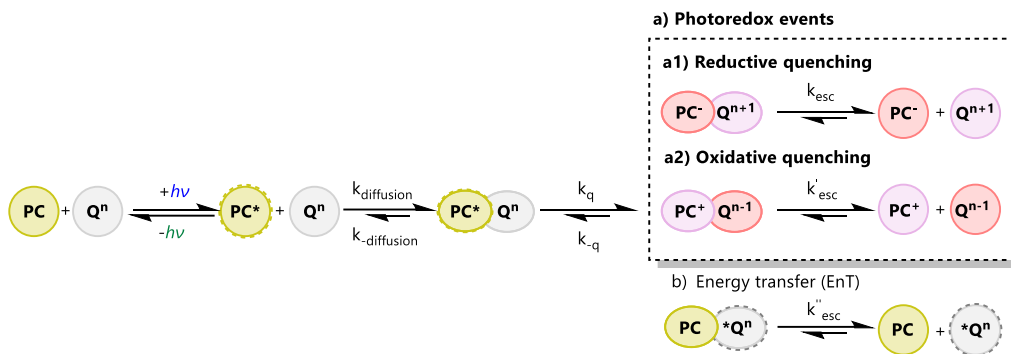 a) Photoredox events
a1) Reductive quenching
PC⁻ Qⁿ⁺¹ k_esc PC⁻ + Qⁿ⁺¹
a2) Oxidative quenching
PC + Qⁿ +hν -hν PC* + Qⁿ k_diffusion k_-diffusion PC* Qⁿ k_q k_-q PC⁺ Qⁿ⁻¹ k'_esc PC⁺ + Qⁿ⁻¹
b) Energy transfer (EnT)
PC *Qⁿ k''_esc PC + *Qⁿ